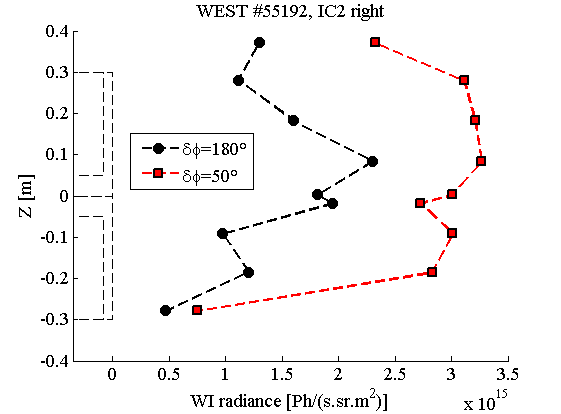 WEST #55192, IC2 right
0.4
0.3
0.2
0.1
0
-0.1
-0.2
-0.3
-0.4
Z [m]
δϕ=180°
δϕ=50°
0 0.5 1 1.5 2 2.5 3 3.5
WI radiance [Ph/(s.sr.m²)]
x 10¹⁵